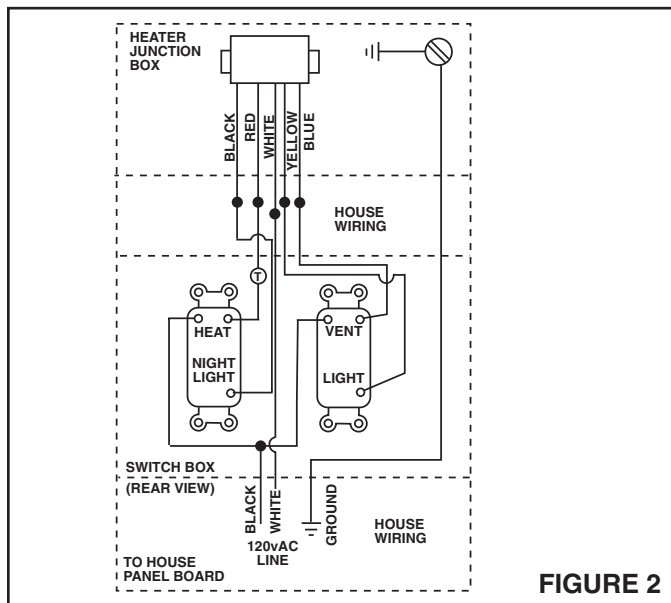 HEATER
JUNCTION
BOX
BLACK
RED
WHITE
YELLOW
BLUE
HOUSE
WIRING
T
HEAT
NIGHT
LIGHT
VENT
LIGHT
SWITCH BOX
(REAR VIEW)
BLACK
WHITE
120vAC
LINE
GROUND
HOUSE
WIRING
TO HOUSE
PANEL BOARD
FIGURE 2